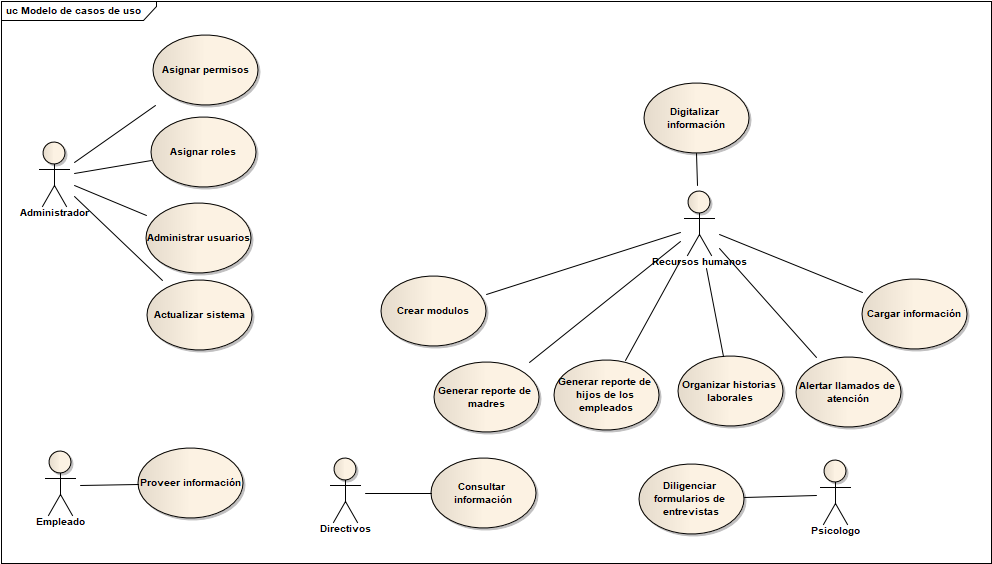 uc Modelo de casos de uso
Asignar permisos
Asignar roles
Administrador
Administrar usuarios
Actualizar sistema
Digitalizar
información
Recursos humanos
Crear modulos
Cargar información
Generar reporte de
madres
Generar reporte de
hijos de los
empleados
Organizar historias
laborales
Alertar llamados de
atención
Empleado
Proveer información
Directivos
Consultar
información
Diligenciar
formularios de
entrevistas
Psicologo